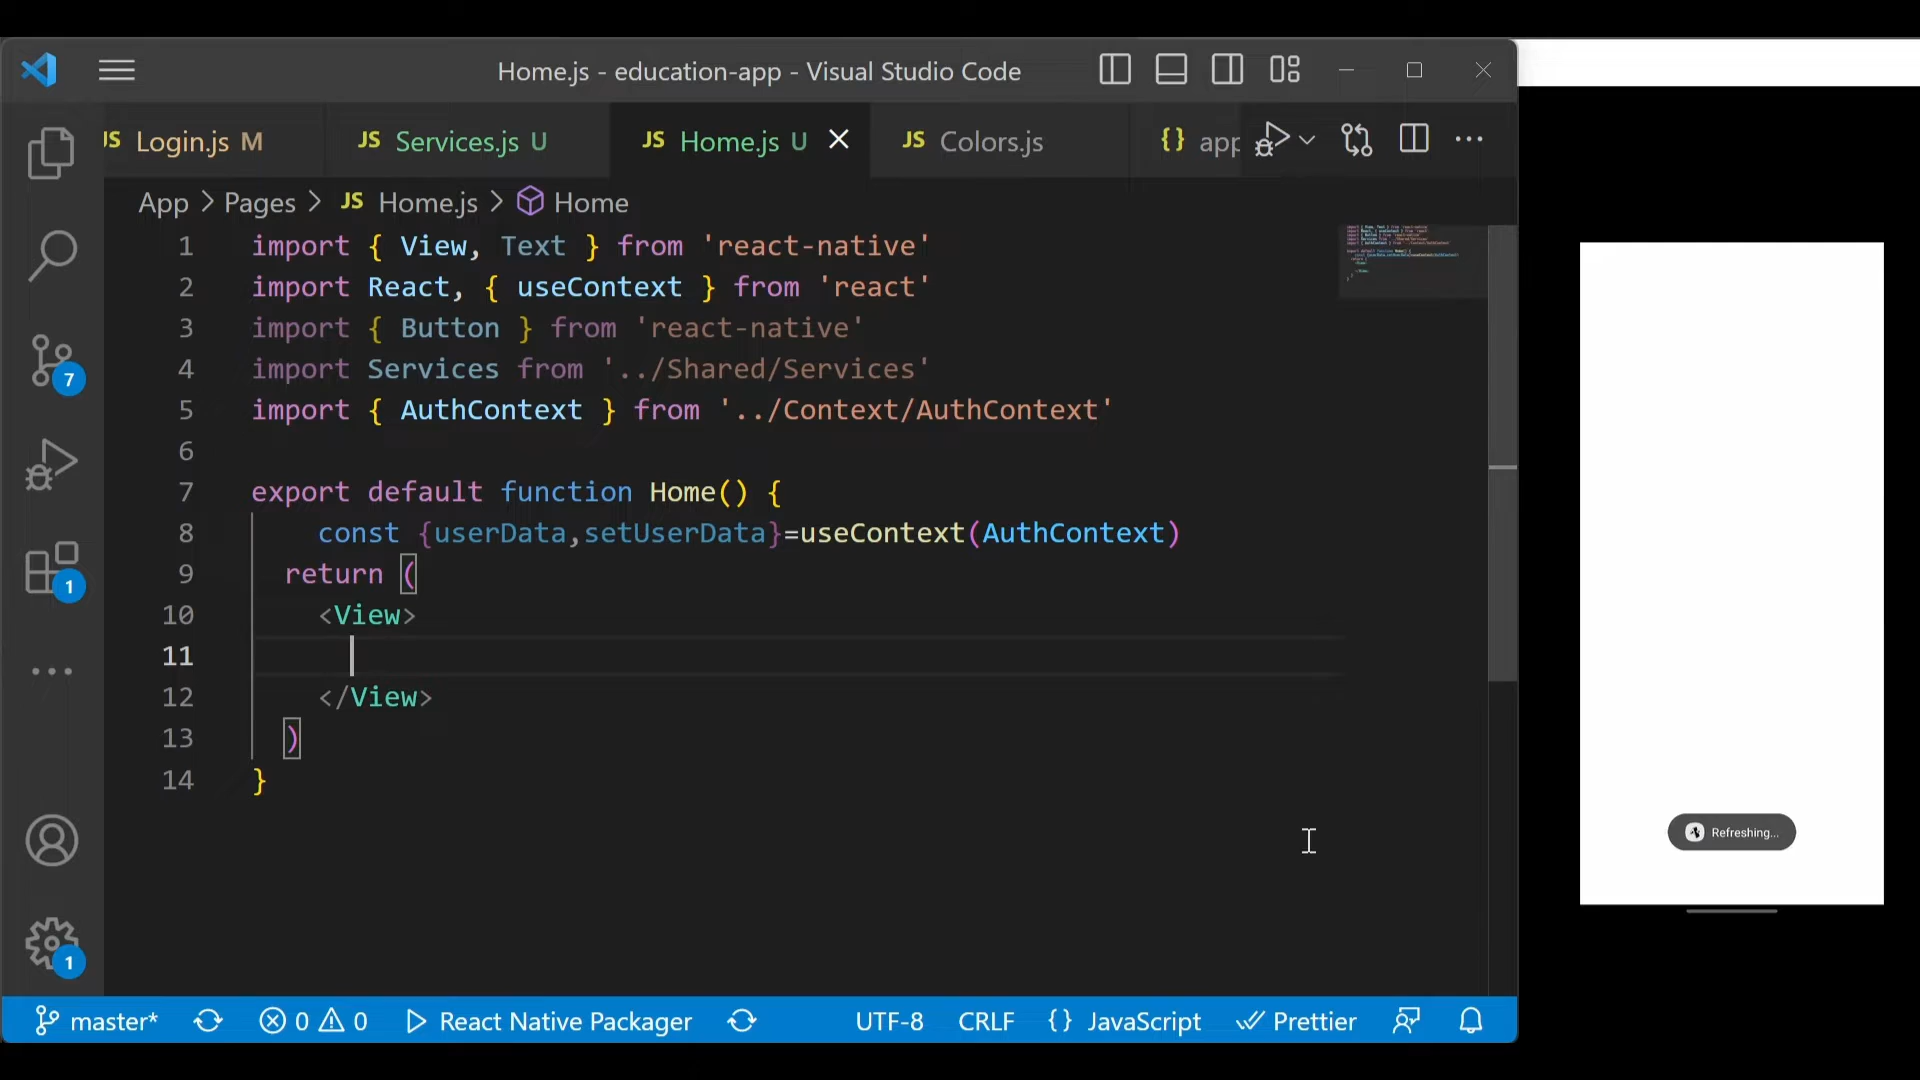 Home.js - education-app - Visual Studio Code
JS Login.js M JS Services.js U JS Home.js U JS Colors.js {} app
App > Pages > JS Home.js > Home
1 import { View, Text } from 'react-native'
2 import React, { useContext } from 'react'
3 import { Button } from 'react-native'
4 import Services from '../Shared/Services'
5 import { AuthContext } from '../Context/AuthContext'
6
7 export default function Home() {
8 const {userData,setUserData}=useContext(AuthContext)
9 return (
10 <View>
11
12 </View>
13 )
14 }
7
1
1
Refreshing...
master* 0 0 React Native Packager UTF-8 CRLF {} JavaScript Prettier